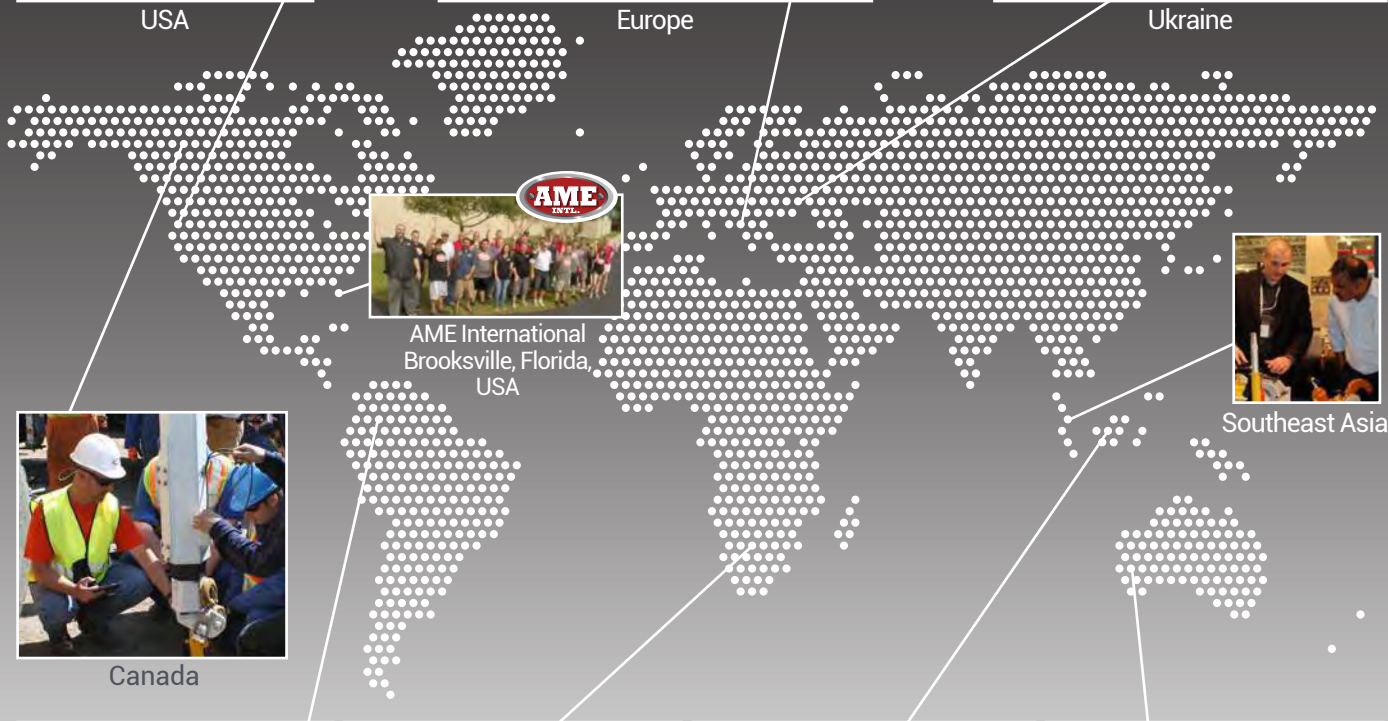 USA
Europe
Ukraine
AME
INTL.
AME International
Brooksville, Florida,
USA
Southeast Asia
Canada